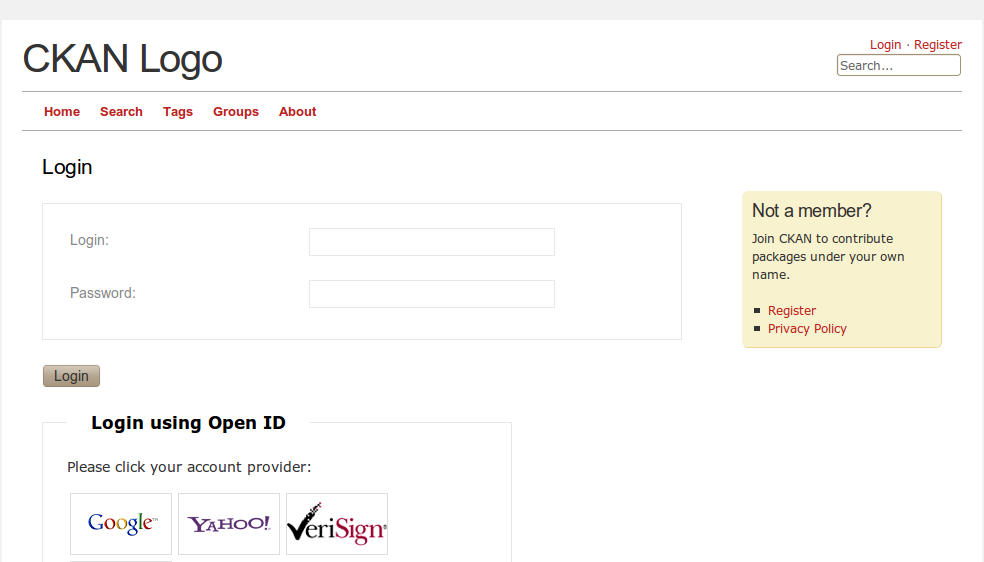 CKAN Logo
Login · Register
Search...
Home Search Tags Groups About
Login
Login:
Password:
Login
Not a member?
Join CKAN to contribute
packages under your own
name.
Register
Privacy Policy
Login using Open ID
Please click your account provider:
Google™ YAHOO! VeriSign®